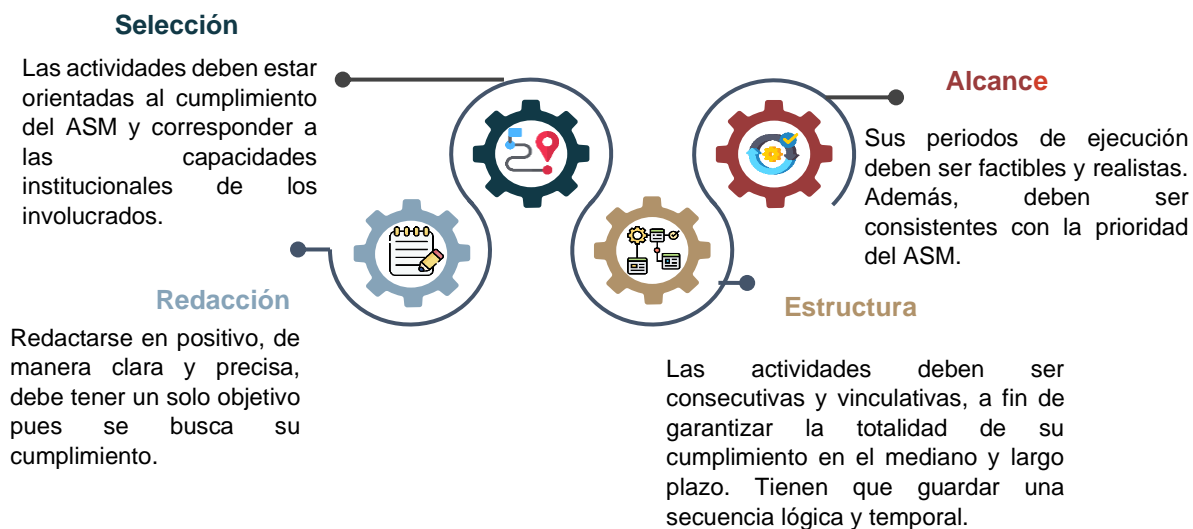 Selección
Las actividades deben estar
orientadas al cumplimiento
del ASM y corresponder a
las capacidades
institucionales de los
involucrados.
Redacción
Redactarse en positivo, de
manera clara y precisa,
debe tener un solo objetivo
pues se busca su
cumplimiento.
Alcance
Sus periodos de ejecución
deben ser factibles y realistas.
Además, deben ser
consistentes con la prioridad
del ASM.
Estructura
Las actividades deben ser
consecutivas y vinculativas, a fin de
garantizar la totalidad de su
cumplimiento en el mediano y largo
plazo. Tienen que guardar una
secuencia lógica y temporal.